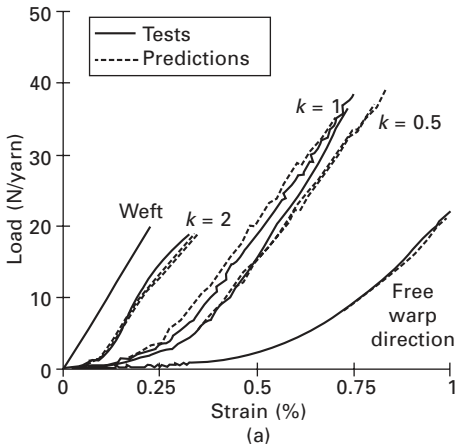 Tests
Predictions
50
40
30
20
10
0
Load (N/yarn)
Weft
k = 2
k = 1
k = 0.5
Free
warp
direction
0
0.25
0.5
0.75
1
Strain (%)
(a)